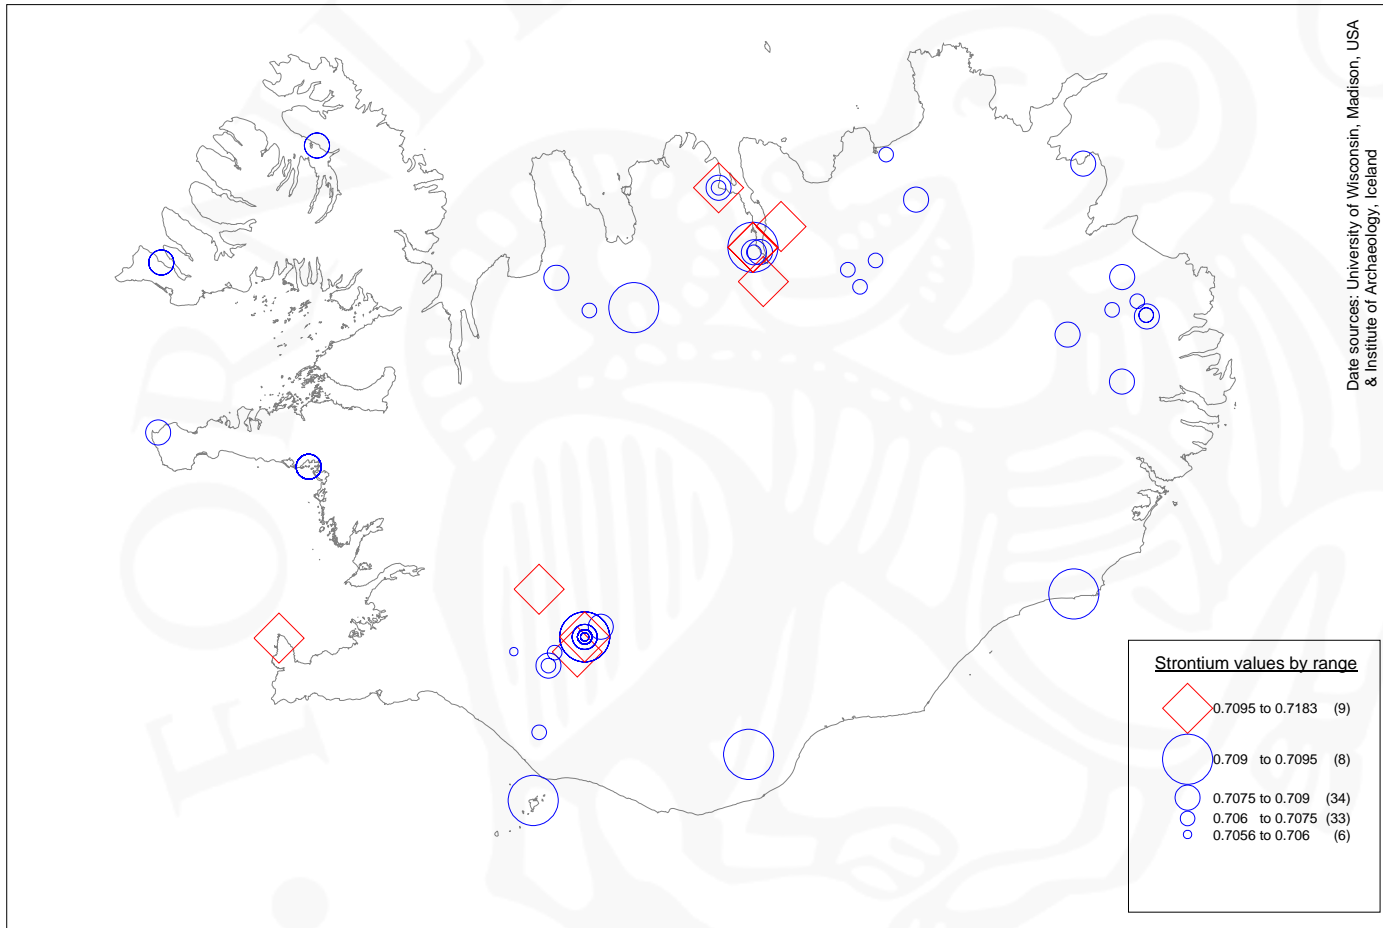 Date sources: University of Wisconsin, Madison, USA
& Institute of Archaeology, Iceland
Strontium values by range
0.7095 to 0.7183 (9)
0.709 to 0.7095 (8)
0.7075 to 0.709 (34)
0.706 to 0.7075 (33)
0.7056 to 0.706 (6)